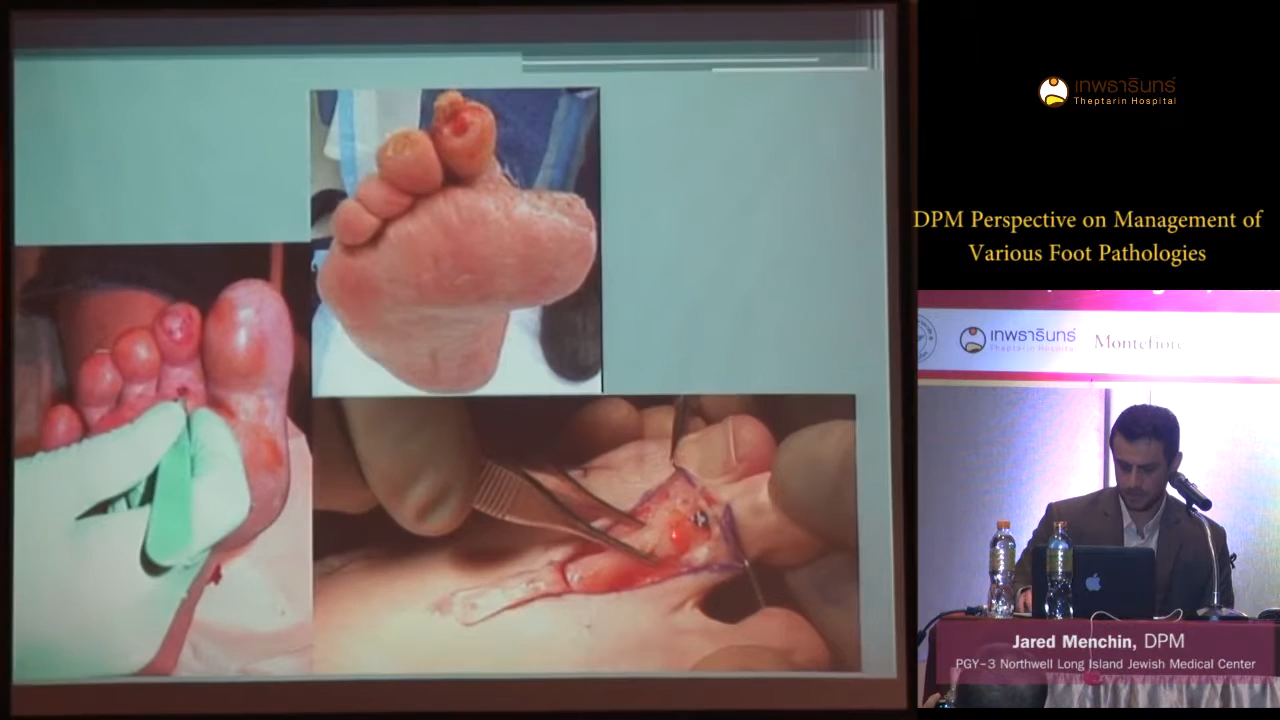 เทพธารินทร์
Theptarin Hospital
DPM Perspective on Management of
Various Foot Pathologies
เทพธารินทร์
Theptarin Hospital
Montefiore
Jared Menchin, DPM
PGY-3 Northwell Long Island Jewish Medical Center